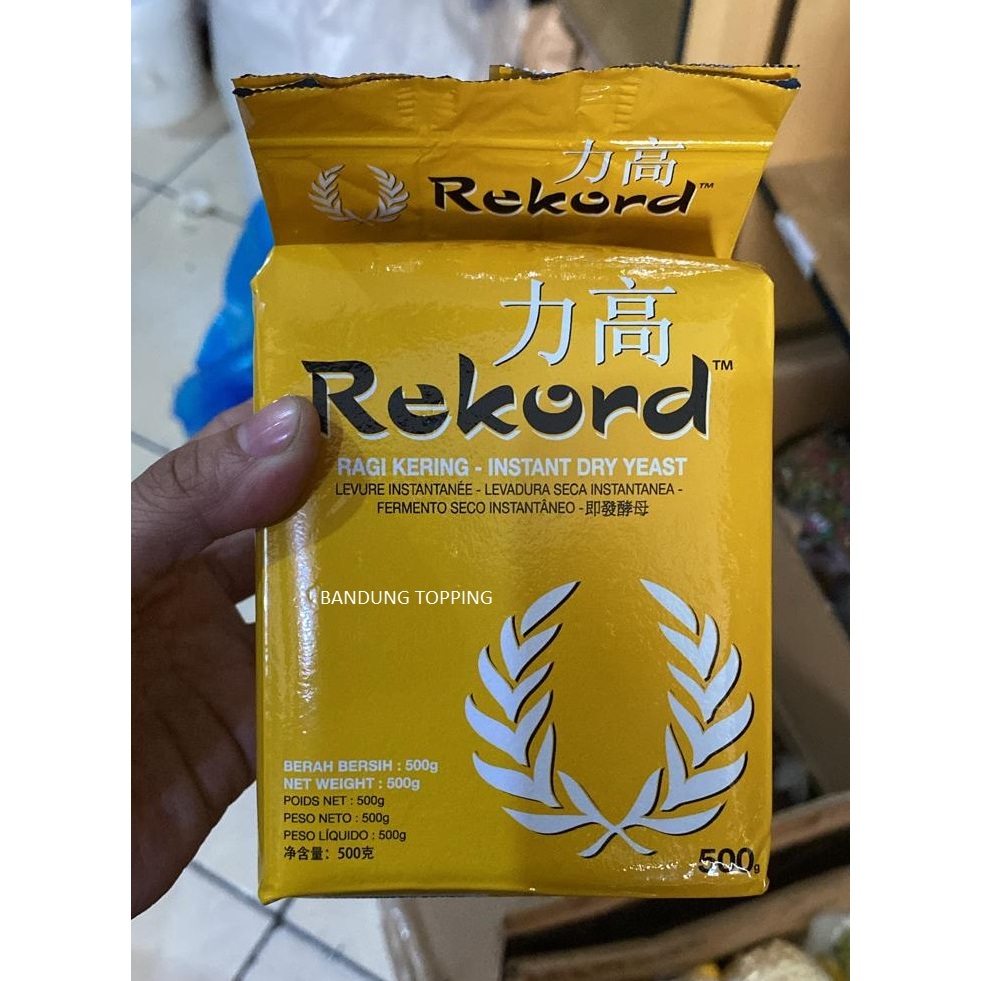 力高
Rekord™
力高
Rekord™
RAGI KERING - INSTANT DRY YEAST
LEVURE INSTANTANÉE - LEVADURA SECA INSTANTANEA -
FERMENTO SECO INSTANTÂNEO - 即發酵母
BANDUNG TOPPING
BERAH BERSIH : 500g
NET WEIGHT : 500g
POIDS NET : 500g
PESO NETO : 500g
PESO LÍQUIDO : 500g
净含量： 500克
500g